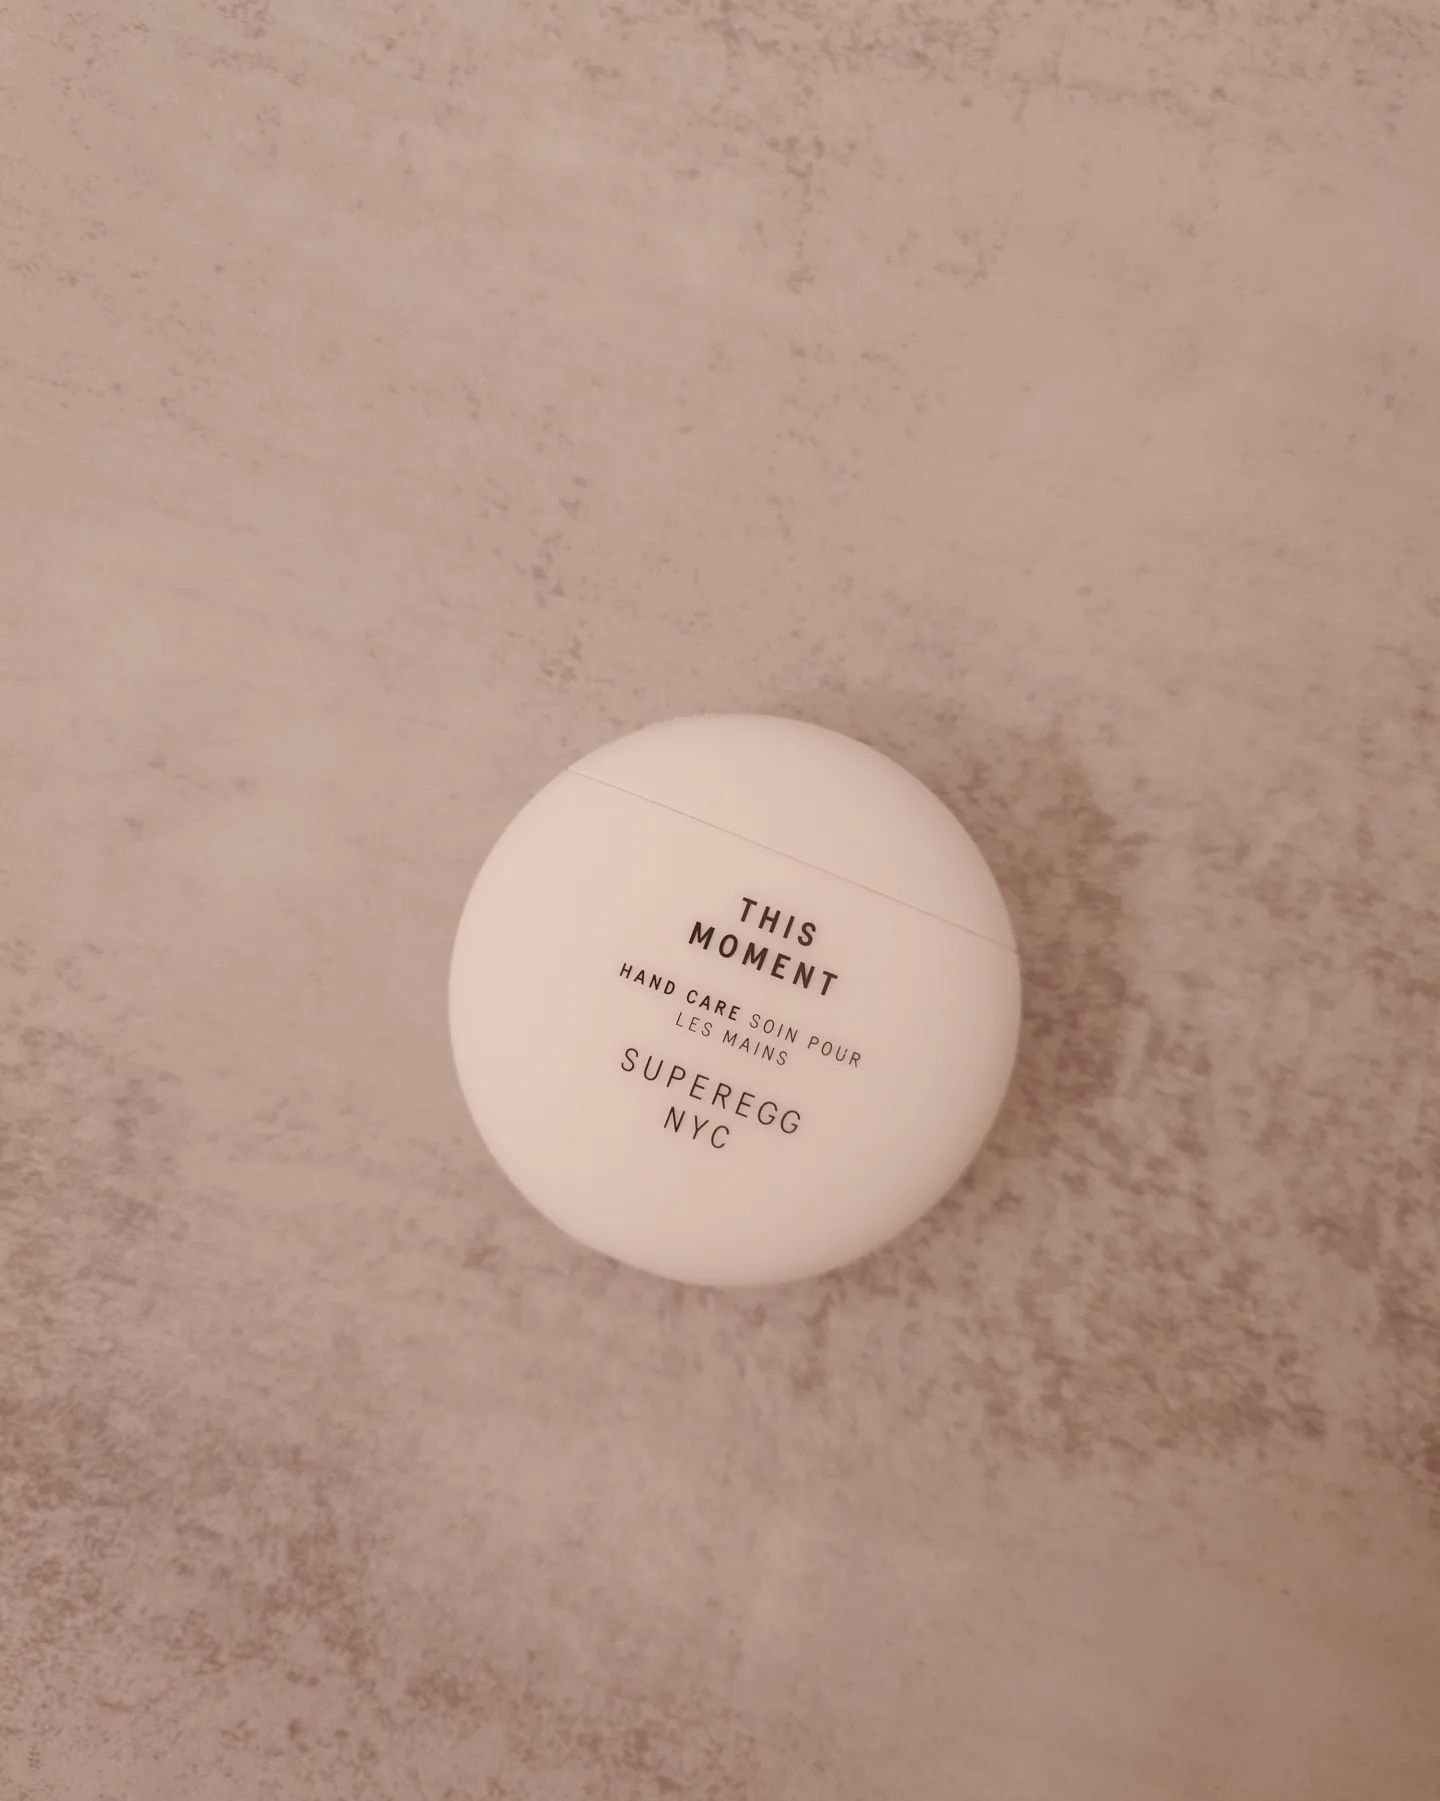 THIS
MOMENT
HAND CARE SOIN POUR
LES MAINS
SUPEREGG
NYC